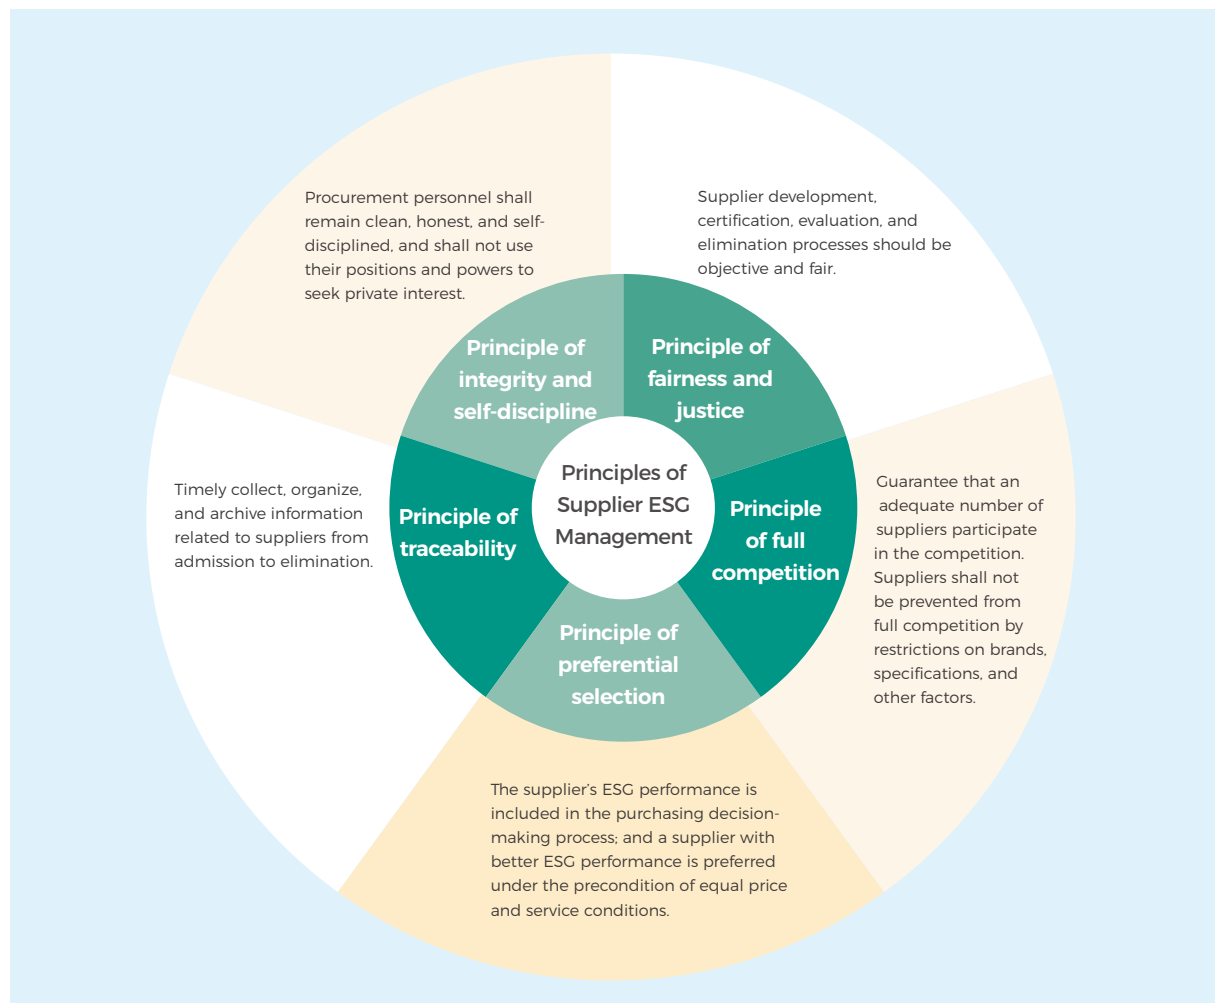 Principles of
Supplier ESG
Management
Principle of
fairness and
justice
Supplier development,
certification, evaluation, and
elimination processes should be
objective and fair.
Principle
of full
competition
Guarantee that an
adequate number of
suppliers participate
in the competition.
Suppliers shall not
be prevented from
full competition by
restrictions on brands,
specifications, and
other factors.
Principle of
preferential
selection
The supplier’s ESG performance is
included in the purchasing decision-
making process; and a supplier with
better ESG performance is preferred
under the precondition of equal price
and service conditions.
Principle of
traceability
Timely collect, organize,
and archive information
related to suppliers from
admission to elimination.
Principle of
integrity and
self-discipline
Procurement personnel shall
remain clean, honest, and self-
disciplined, and shall not use
their positions and powers to
seek private interest.